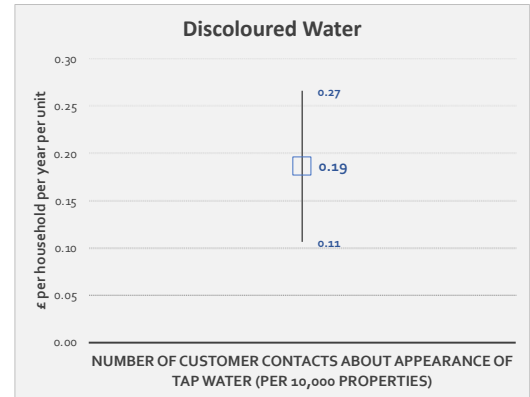 Discoloured Water
£ per household per year per unit
0.30
0.25
0.20
0.15
0.10
0.05
0.00
0.27
0.19
0.11
NUMBER OF CUSTOMER CONTACTS ABOUT APPEARANCE OF
TAP WATER (PER 10,000 PROPERTIES)